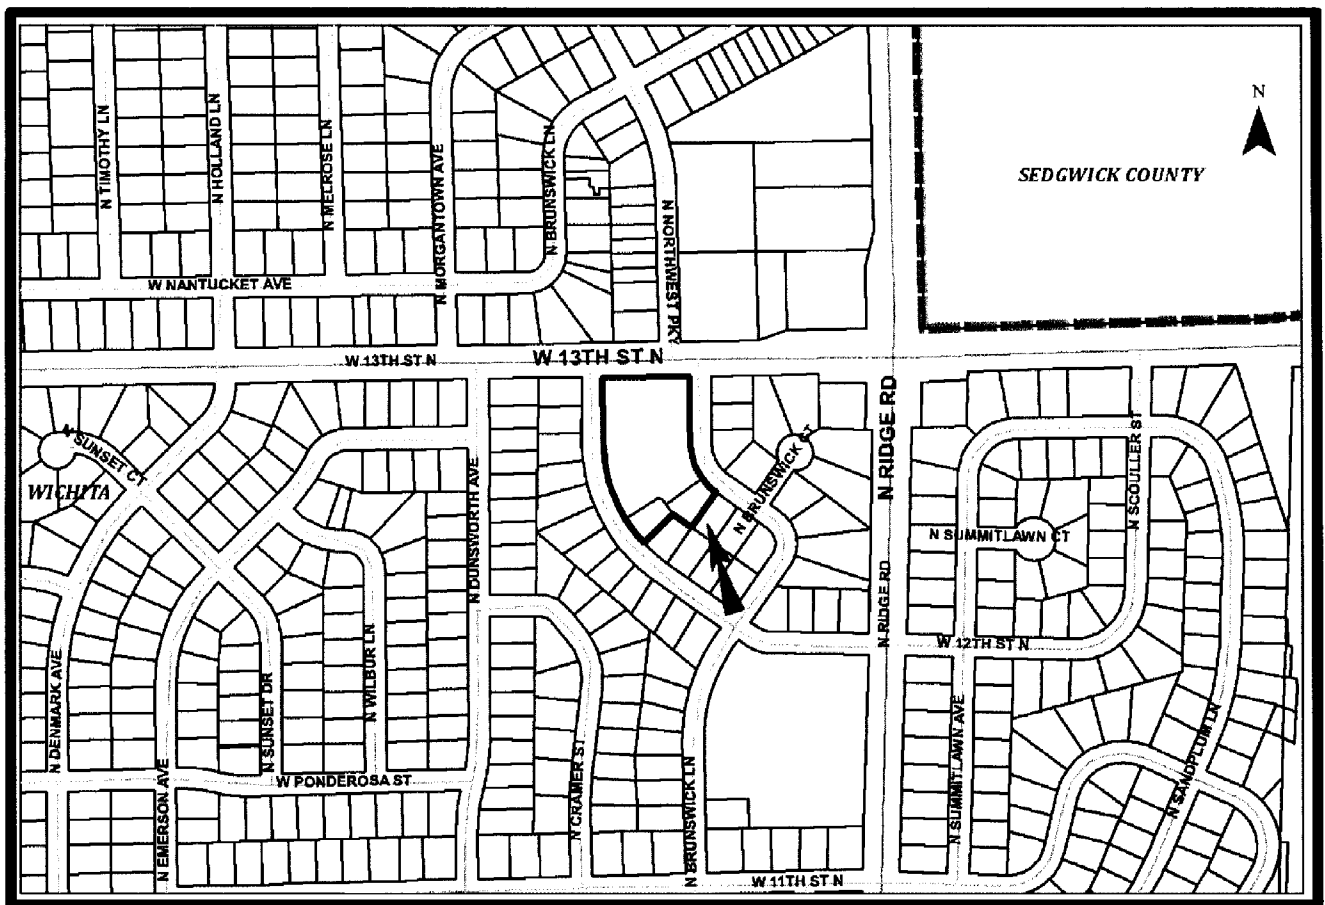 N TIMOTHY LN
N HOLLAND LN
N MELROSE LN
N MORGANTOWN AVE
N BRUNSWICK LN
N NORTHWEST PKY
N
SEDGWICK COUNTY
W NANTUCKET AVE
W 13TH ST N
W 13TH ST N
N SUNSET CT
WICHITA
N DUNSWORTH AVE
N BRUNSWICK CT
N RIDGE RD
N SCOULLER ST
N SUMMITLAWN CT
N RIDGE RD
W 12TH ST N
N DENMARK AVE
N SUNSET DR
N WILBUR LN
N EMERSON AVE
W PONDEROSA ST
N CRAMER ST
N BRUNSWICK LN
N SUMMITLAWN AVE
N SANDPLUM LN
W 11TH ST N